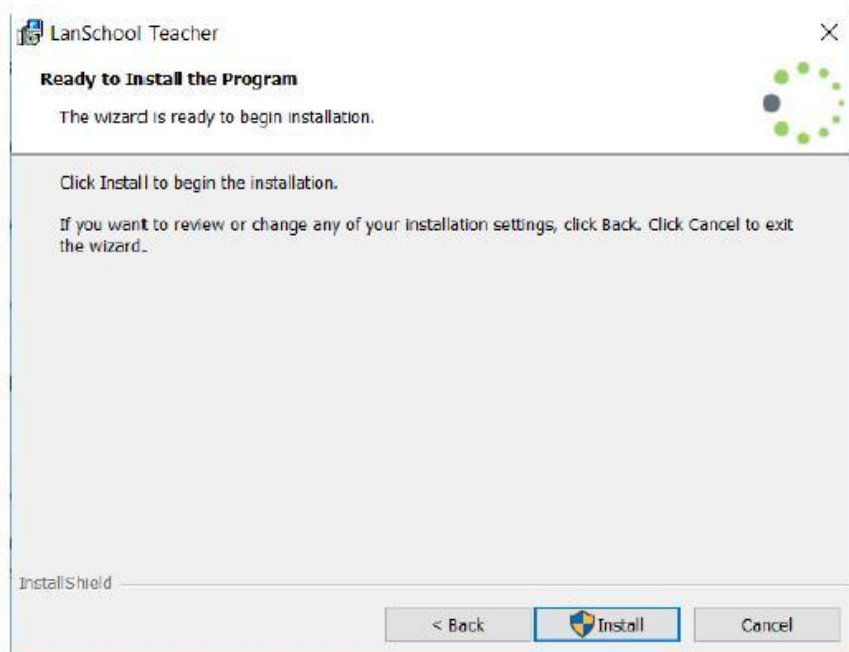 LanSchool Teacher
Ready to Install the Program
The wizard is ready to begin installation.
Click Install to begin the installation.
If you want to review or change any of your installation settings, click Back. Click Cancel to exit
the wizard.
InstallShield
< Back
Install
Cancel